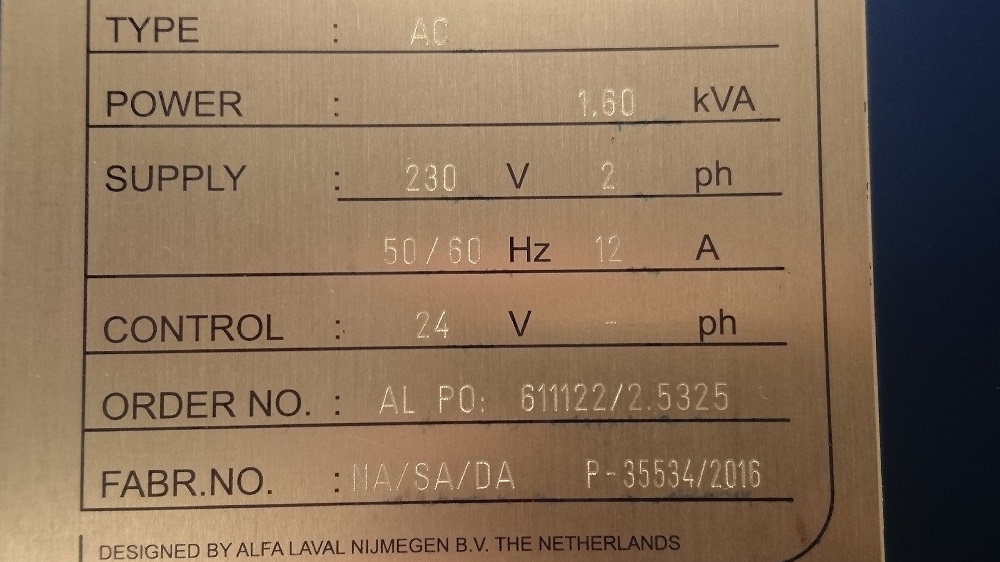 TYPE : AC
POWER : 1.60 kVA
SUPPLY : 230 V 2 ph
50/60 Hz 12 A
CONTROL : 24 V - ph
ORDER NO. : AL PO: 611122/2.5325
FABR.NO. : NA/SA/DA P-35534/2016
DESIGNED BY ALFA LAVAL NIJMEGEN B.V. THE NETHERLANDS